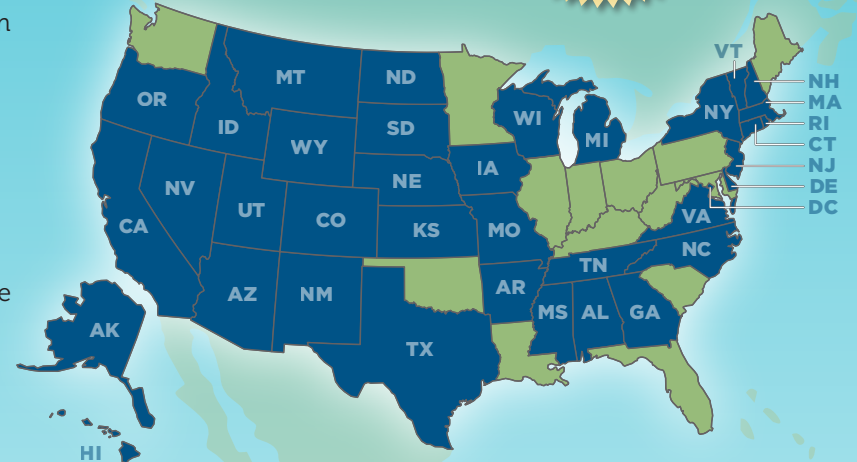 n
VT
MT
ND
NH
OR
MA
NY
WI
RI
ID
SD
MI
CT
WY
NJ
IA
NE
DE
NV
DC
UT
CO
VA
CA
KS
MO
NC
TN
AZ
NM
AR
e
MS
AL
GA
AK
TX
HI